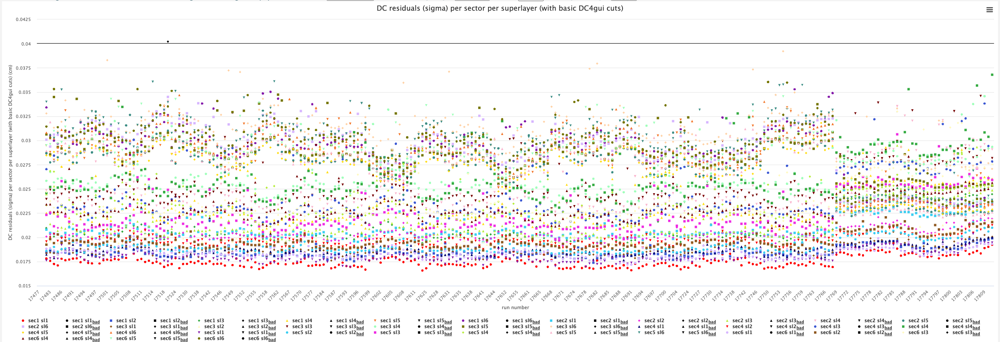 DC residuals (sigma) per sector per superlayer (with basic DC4gui cuts)
DC residuals (sigma) per sector per superlayer (with basic DC4gui cuts) (cm)
0.0425
0.04
0.0375
0.035
0.0325
0.03
0.0275
0.025
0.0225
0.02
0.0175
0.015
17477 17483 17486 17491 17494 17497 17501 17505 17508 17511 17514 17518 17524 17530 17538 17542 17546 17549 17552 17555 17558 17562 17567 17570 17577 17584 17587 17593 17596 17599 17602 17605 17608 17611 17625 17628 17631 17635 17638 17641 17644 17652 17655 17661 17665 17668 17671 17674 17678 17682 17685 17688 17691 17694 17697 17700 17704 17724 17727 17730 17734 17738 17742 17746 17750 17753 17756 17759 17763 17766 17769 17772 17775 17778 17782 17785 17788 17791 17794 17797 17800 17803 17806 17809
run number
sec1 sl1 sec1 sl1bad sec1 sl2 sec1 sl2bad sec1 sl3 sec1 sl3bad sec1 sl4 sec1 sl4bad sec1 sl5 sec1 sl5bad sec1 sl6 sec1 sl6bad sec2 sl1 sec2 sl1bad sec2 sl2 sec2 sl2bad sec2 sl3 sec2 sl3bad sec2 sl4 sec2 sl4bad sec2 sl5 sec2 sl5bad
sec2 sl6 sec2 sl6bad sec3 sl1 sec3 sl1bad sec3 sl2 sec3 sl2bad sec3 sl3 sec3 sl3bad sec3 sl4 sec3 sl4bad sec3 sl5 sec3 sl5bad sec3 sl6 sec3 sl6bad sec4 sl1 sec4 sl1bad sec4 sl2 sec4 sl2bad sec4 sl3 sec4 sl3bad sec4 sl4 sec4 sl4bad
sec4 sl5 sec4 sl5bad sec4 sl6 sec4 sl6bad sec5 sl1 sec5 sl1bad sec5 sl2 sec5 sl2bad sec5 sl3 sec5 sl3bad sec5 sl4 sec5 sl4bad sec5 sl5 sec5 sl5bad sec5 sl6 sec5 sl6bad sec6 sl1 sec6 sl1bad sec6 sl2 sec6 sl2bad sec6 sl3 sec6 sl3bad
sec6 sl4 sec6 sl4bad sec6 sl5 sec6 sl5bad sec6 sl6 sec6 sl6bad